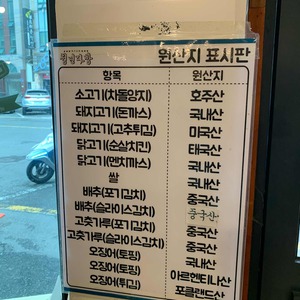 원산지 표시판
항목 원산지
소고기(차돌양지) 호주산
돼지고기(돈까스) 국내산
돼지고기(고추튀김) 미국산
닭고기(순살치킨) 태국산
닭고기(멘치까스) 국내산
쌀 국내산
배추(포기김치) 중국산
배추(슬라이스김치) 중국산
고춧가루(포기김치) 중국산
고춧가루(슬라이스김치) 중국산
오징어(토핑) 국내산
오징어(토핑) 아르헨티나산
오징어(튀김) 포클랜드산